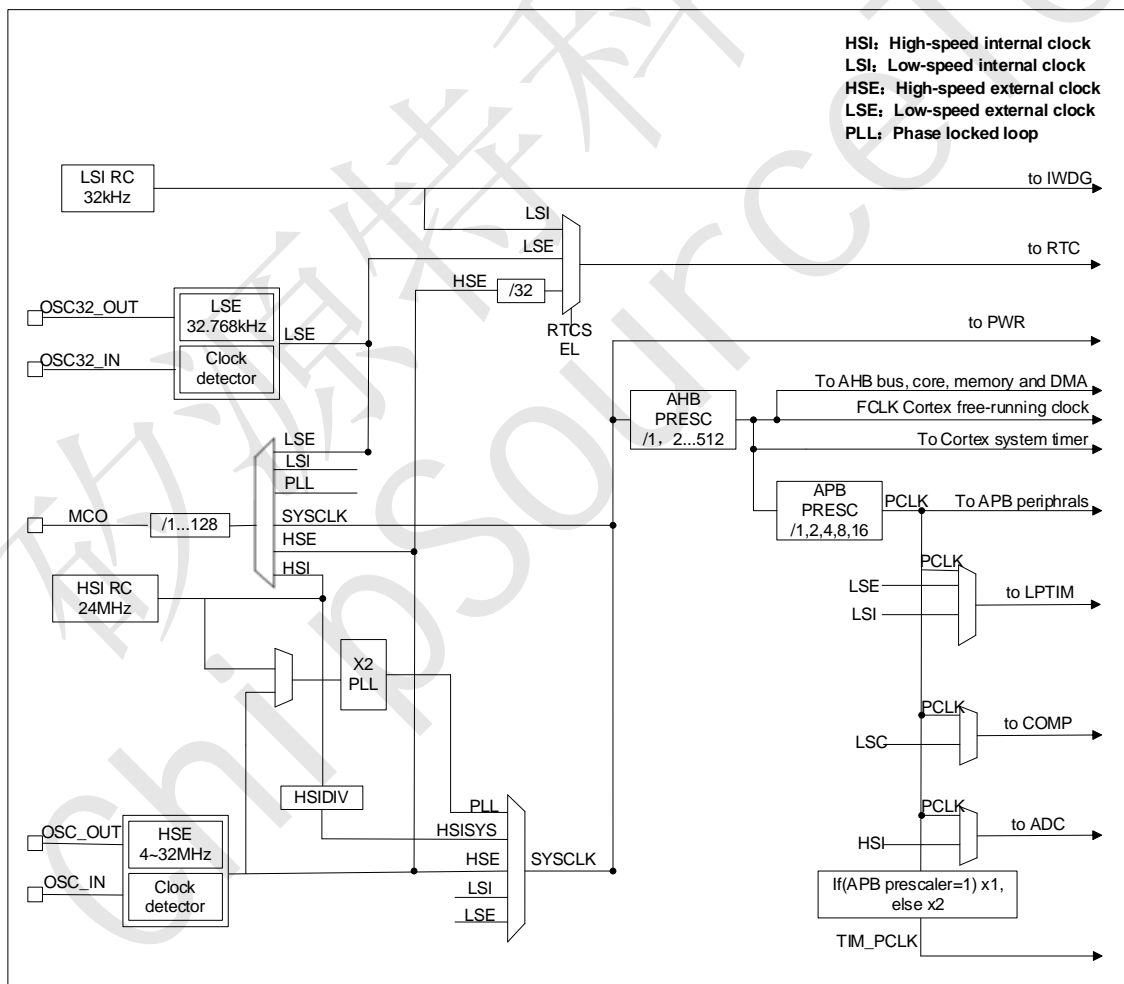 HSI: High-speed internal clock
LSI: Low-speed internal clock
HSE: High-speed external clock
LSE: Low-speed external clock
PLL: Phase locked loop
LSI RC
32kHz
to IWDG
LSI
LSE
HSE
/32
to RTC
RTCS
EL
OSC32_OUT
OSC32_IN
LSE
32.768kHz
Clock
detector
LSE
to PWR
AHB
PRESC
/1, 2...512
To AHB bus, core, memory and DMA
FCLK Cortex free-running clock
To Cortex system timer
APB
PRESC
/1,2,4,8,16
PCLK
To APB periphrals
LSE
LSI
PLL
SYSCLK
HSE
HSI
MCO
/1...128
HSI RC
24MHz
X2
PLL
PCLK
LSE
LSI
to LPTIM
PCLK
LSC
to COMP
PCLK
HSI
to ADC
HSIDIV
OSC_OUT
OSC_IN
HSE
4~32MHz
Clock
detector
PLL
HSISYS
HSE
LSI
LSE
SYSCLK
If(APB prescaler=1) x1,
else x2
TIM_PCLK
矽源特科
ChipSourceTe